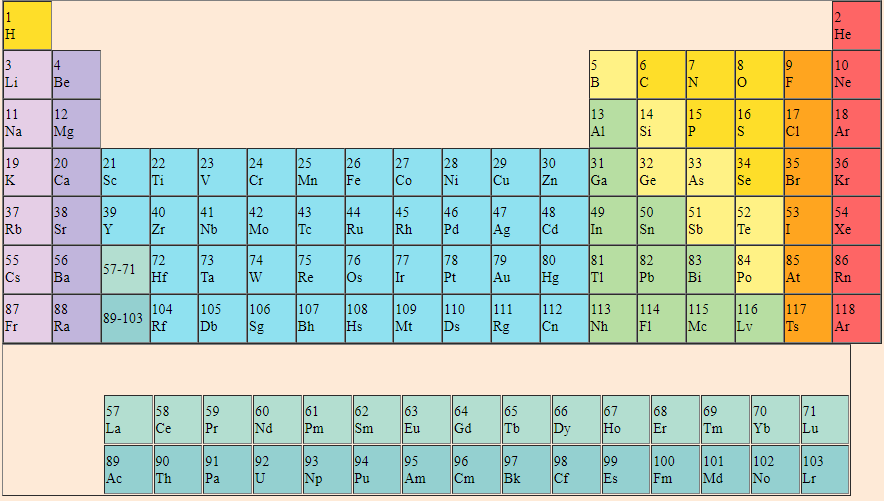 1 2
H He
3 4 5 6 7 8 9 10
Li Be B C N O F Ne
11 12 13 14 15 16 17 18
Na Mg Al Si P S Cl Ar
19 20 21 22 23 24 25 26 27 28 29 30 31 32 33 34 35 36
K Ca Sc Ti V Cr Mn Fe Co Ni Cu Zn Ga Ge As Se Br Kr
37 38 39 40 41 42 43 44 45 46 47 48 49 50 51 52 53 54
Rb Sr Y Zr Nb Mo Tc Ru Rh Pd Ag Cd In Sn Sb Te I Xe
55 56 57-71 72 73 74 75 76 77 78 79 80 81 82 83 84 85 86
Cs Ba Hf Ta W Re Os Ir Pt Au Hg Tl Pb Bi Po At Rn
87 88 89-103 104 105 106 107 108 109 110 111 112 113 114 115 116 117 118
Fr Ra Rf Db Sg Bh Hs Mt Ds Rg Cn Nh Fl Mc Lv Ts Ar
57 58 59 60 61 62 63 64 65 66 67 68 69 70 71
La Ce Pr Nd Pm Sm Eu Gd Tb Dy Ho Er Tm Yb Lu
89 90 91 92 93 94 95 96 97 98 99 100 101 102 103
Ac Th Pa U Np Pu Am Cm Bk Cf Es Fm Md No Lr